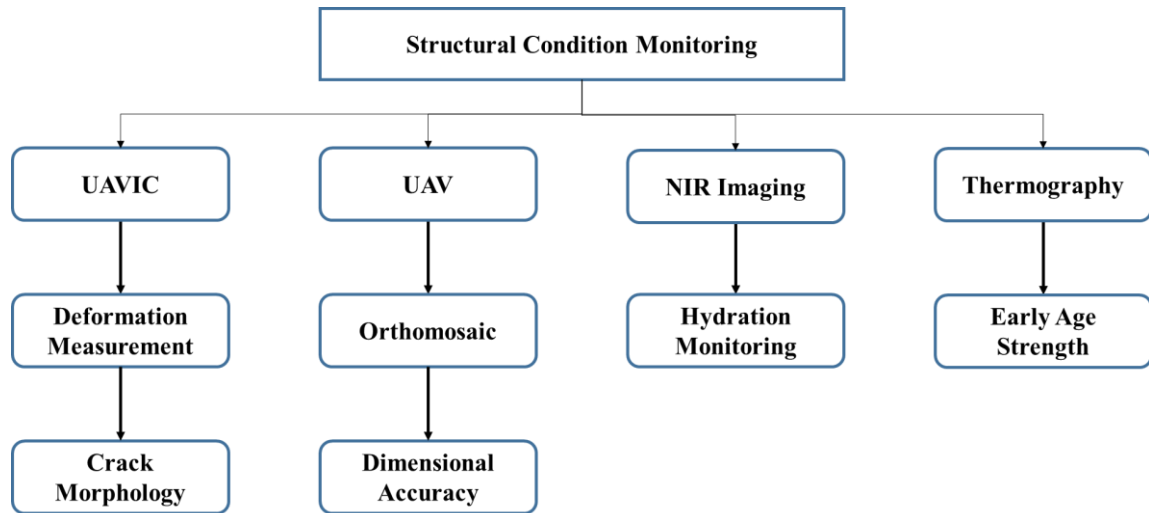 Structural Condition Monitoring
UAVIC
UAV
NIR Imaging
Thermography
Deformation
Measurement
Orthomosaic
Hydration
Monitoring
Early Age
Strength
Crack
Morphology
Dimensional
Accuracy